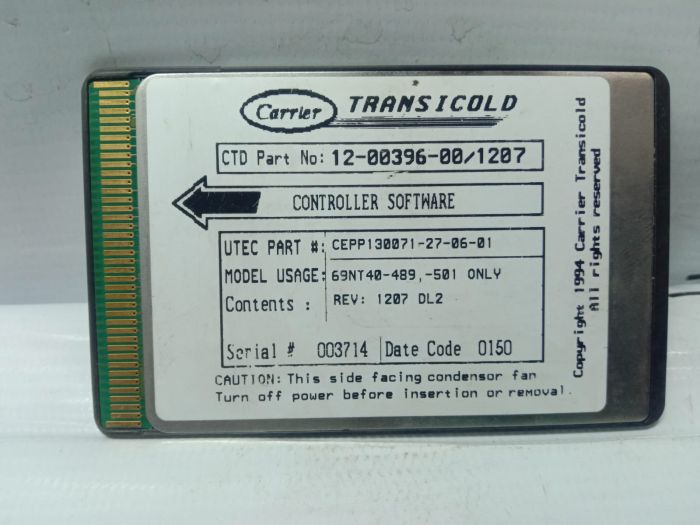 Carrier TRANSICOLD
CTD Part No: 12-00396-00/1207
CONTROLLER SOFTWARE
UTEC PART #: CEPP130071-27-06-01
MODEL USAGE: 69NT40-489,-501 ONLY
Contents : REV: 1207 DL2
Serial # 003714 Date Code 0150
CAUTION: This side facing condensor fan
Turn off power before insertion or removal.
Copyright 1994 Carrier Transicold
All rights reserved